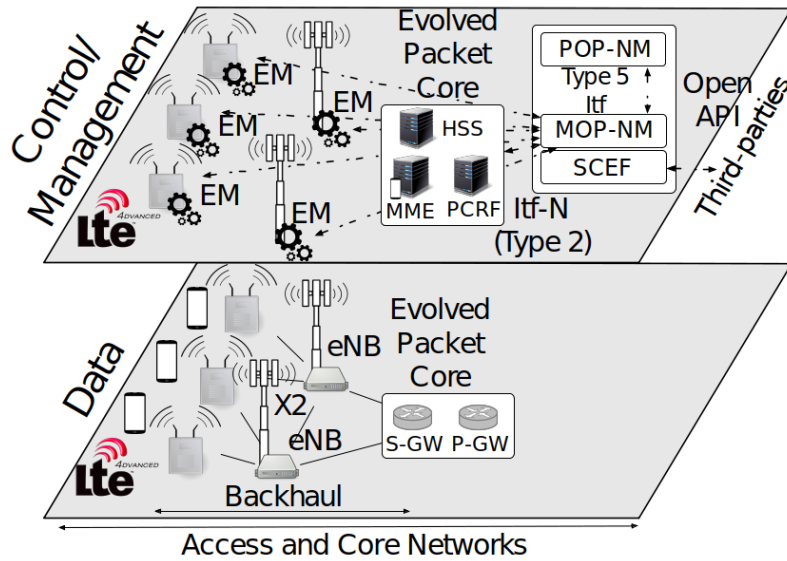 Control/
Management
EM
EM
EM
EM
EM
Evolved
Packet
Core
HSS
MME
PCRF
POP-NM
Type 5
Itf
MOP-NM
SCEF
Open
API
Third-parties
Itf-N
(Type 2)
Lte
4DVANCED
Data
eNB
X2
eNB
Evolved
Packet
Core
S-GW
P-GW
Lte
4DVANCED
Backhaul
Access and Core Networks